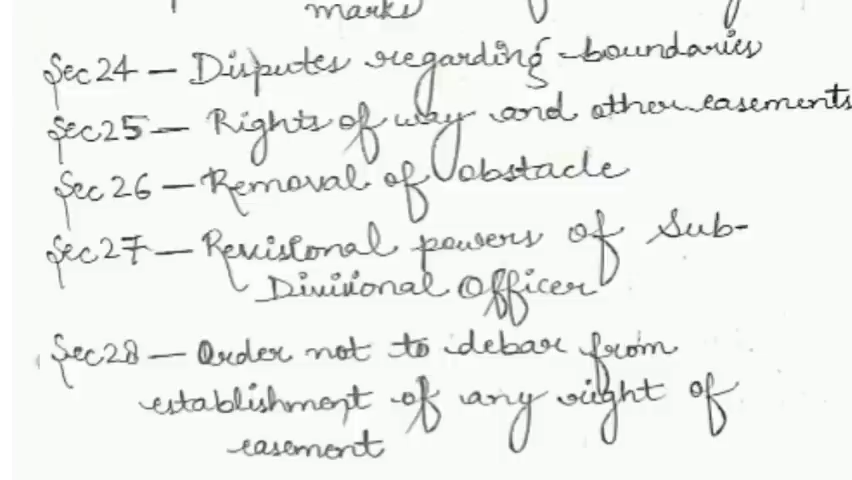 marks
Sec24 — Disputes regarding boundaries
Sec25 — Rights of way and other easements
Sec26 — Removal of obstacle
Sec27 — Revisional powers of Sub-
Divisional Officer
Sec28 — Order not to debar from
establishment of any right of
easement